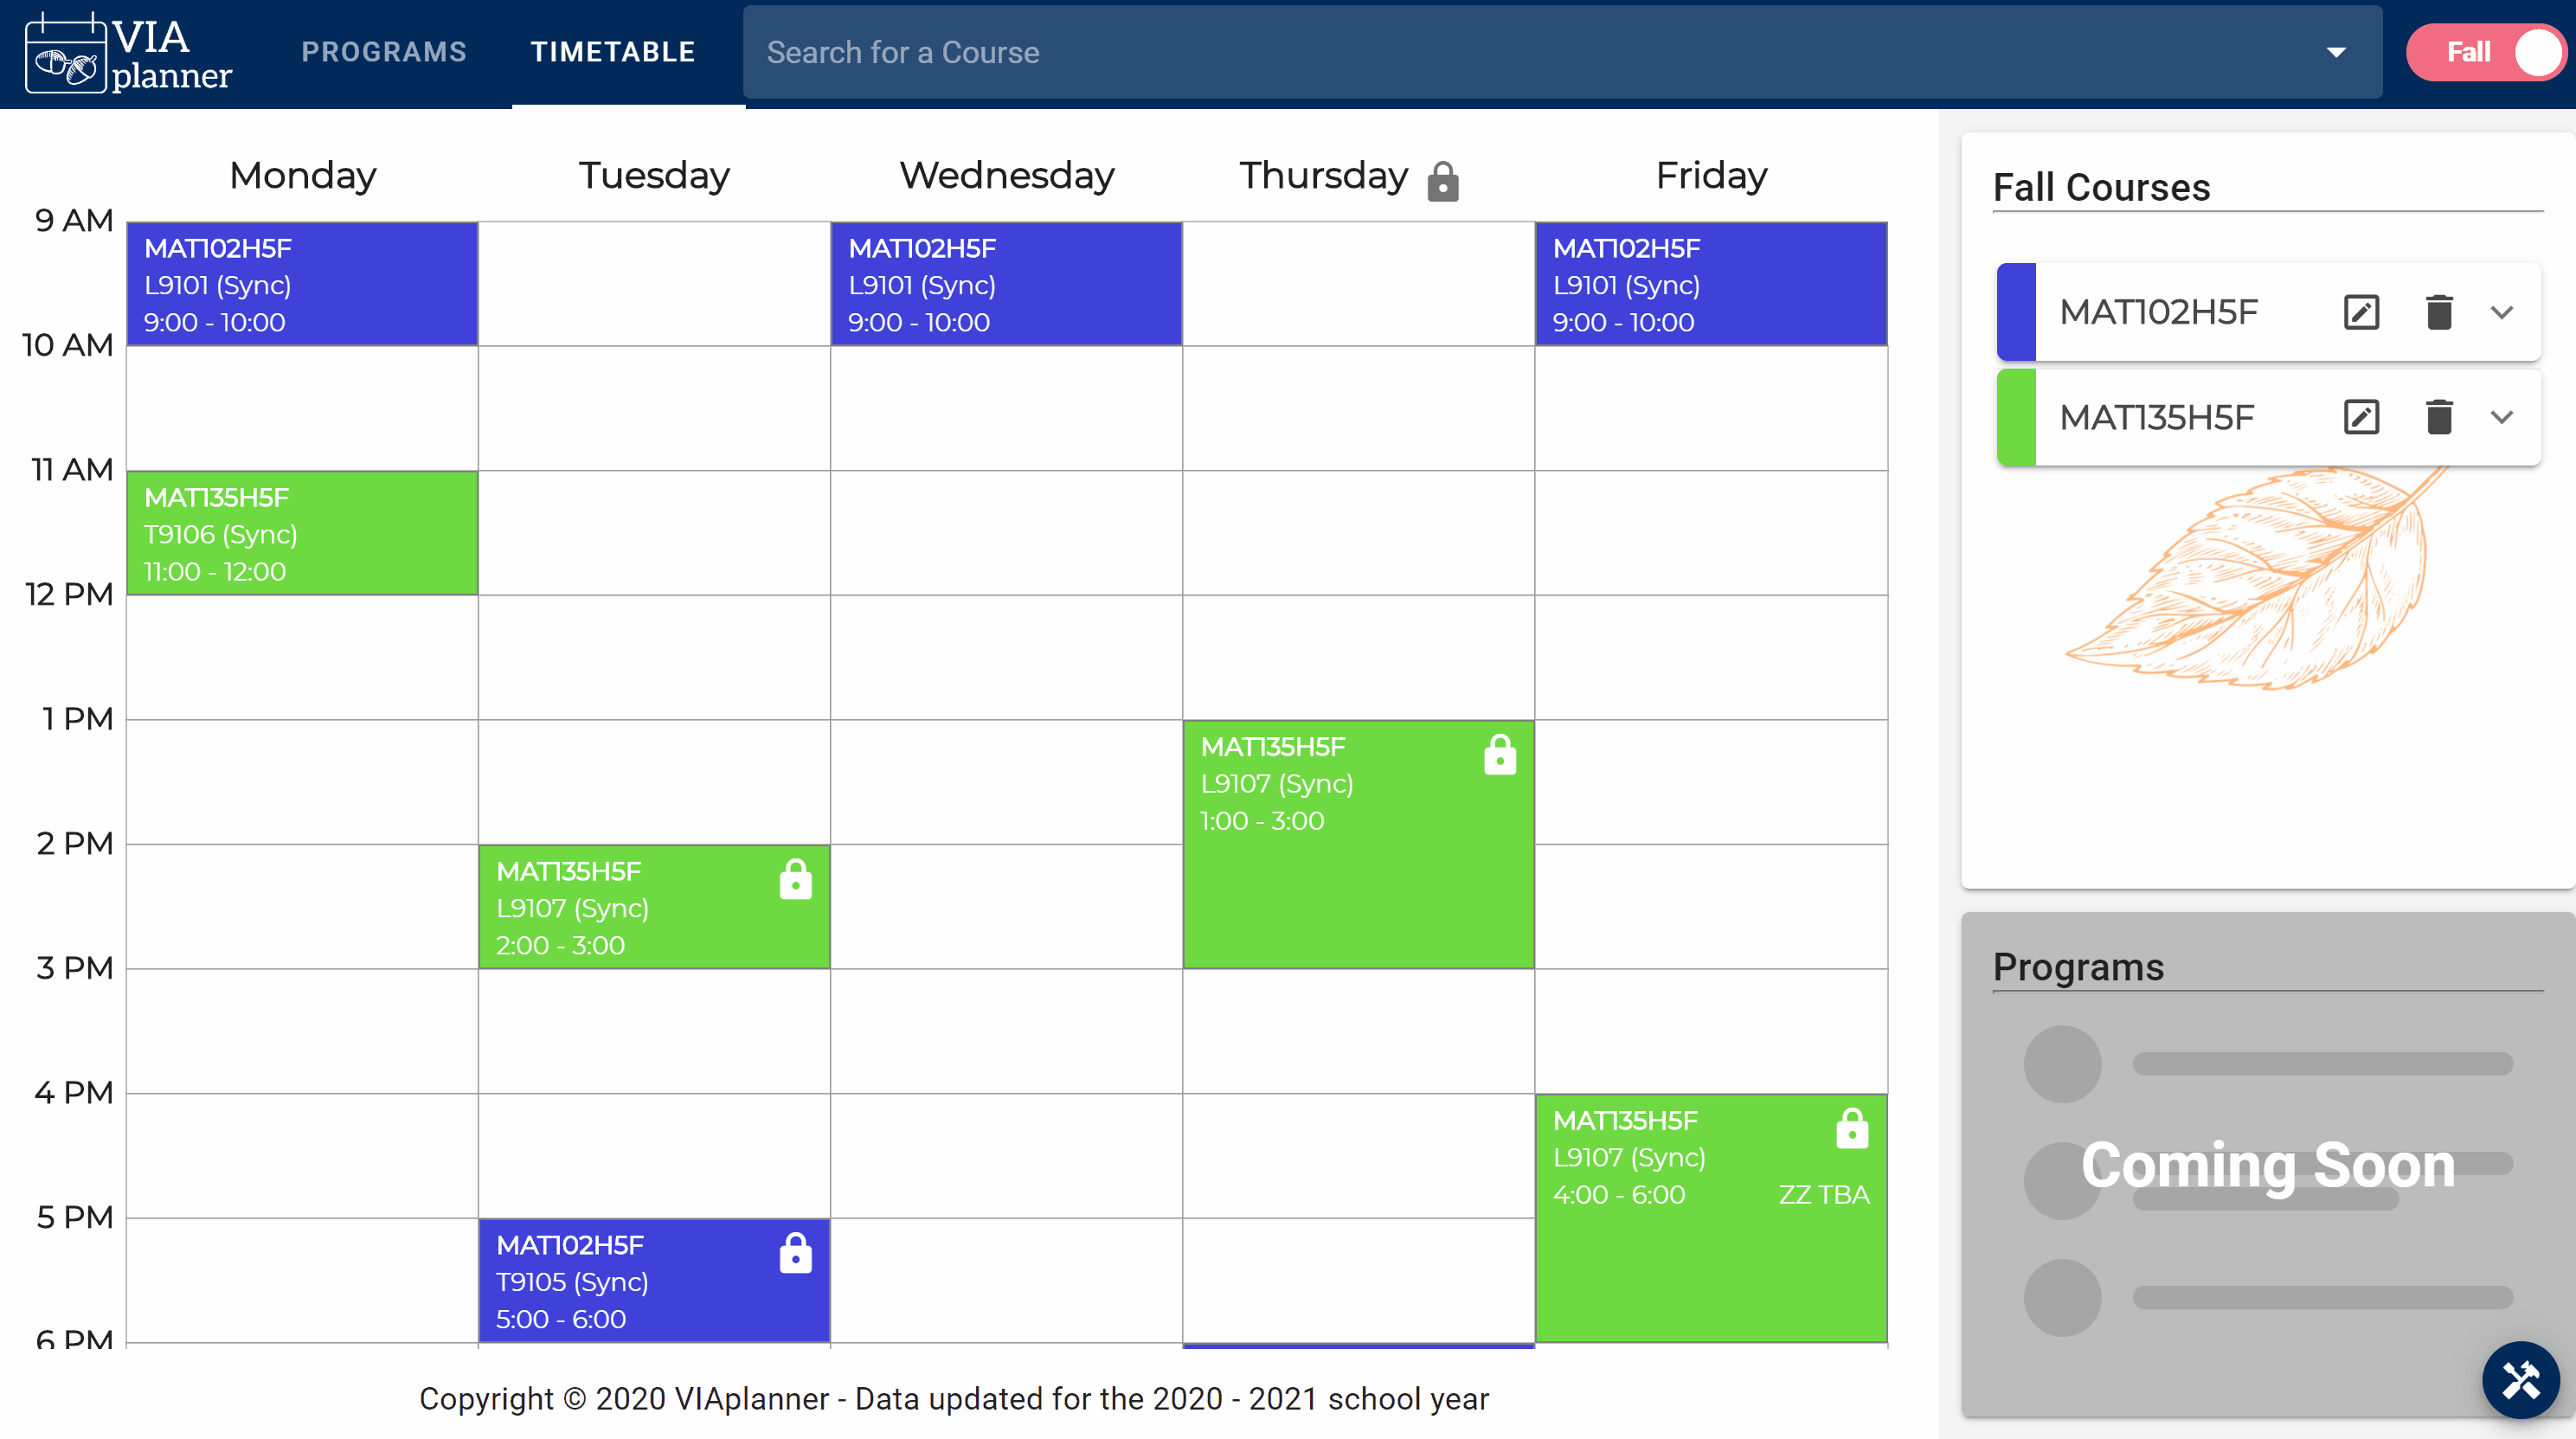 VIA
planner
PROGRAMS
TIMETABLE
Search for a Course
Fall
Monday
Tuesday
Wednesday
Thursday
Friday
9 AM
10 AM
11 AM
12 PM
1 PM
2 PM
3 PM
4 PM
5 PM
6 PM
MAT102H5F
L9101 (Sync)
9:00 - 10:00
MAT135H5F
T9106 (Sync)
11:00 - 12:00
MAT135H5F
L9107 (Sync)
2:00 - 3:00
MAT102H5F
T9105 (Sync)
5:00 - 6:00
MAT102H5F
L9101 (Sync)
9:00 - 10:00
MAT135H5F
L9107 (Sync)
1:00 - 3:00
MAT102H5F
L9101 (Sync)
9:00 - 10:00
MAT135H5F
L9107 (Sync)
4:00 - 6:00 ZZ TBA
Fall Courses
MAT102H5F
MAT135H5F
Programs
Coming Soon
Copyright © 2020 VIAplanner - Data updated for the 2020 - 2021 school year